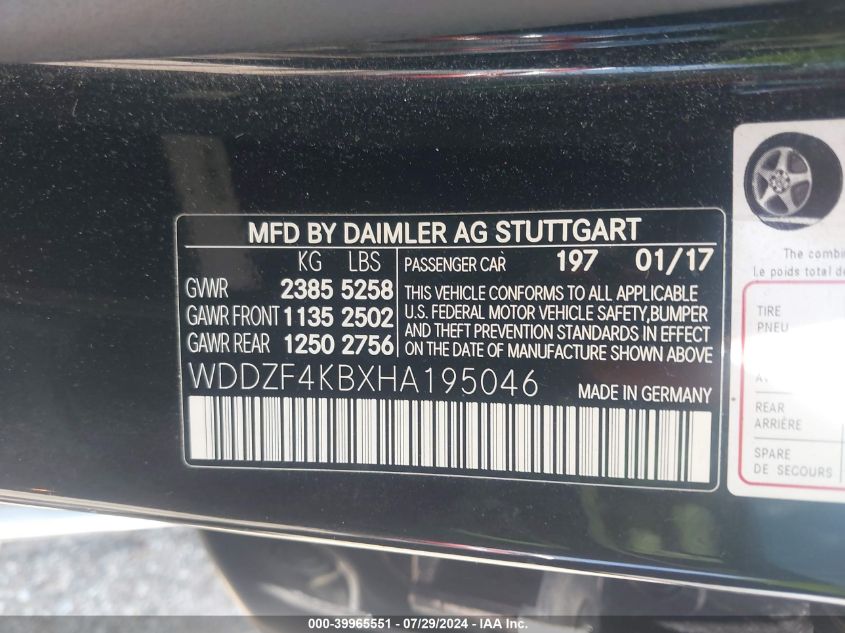 MFD BY DAIMLER AG STUTTGART
KG LBS
GVWR 2385 5258
GAWR FRONT 1135 2502
GAWR REAR 1250 2756
PASSENGER CAR 197 01/17
THIS VEHICLE CONFORMS TO ALL APPLICABLE
U.S. FEDERAL MOTOR VEHICLE SAFETY,BUMPER
AND THEFT PREVENTION STANDARDS IN EFFECT
ON THE DATE OF MANUFACTURE SHOWN ABOVE
WDDZF4KBXHA195046 MADE IN GERMANY
The combi
Le poids total de
TIRE
PNEU
REAR
ARRIÈRE
SPARE
DE SECOURS
000-39965551 / 07/29/2024 - IAA Inc.